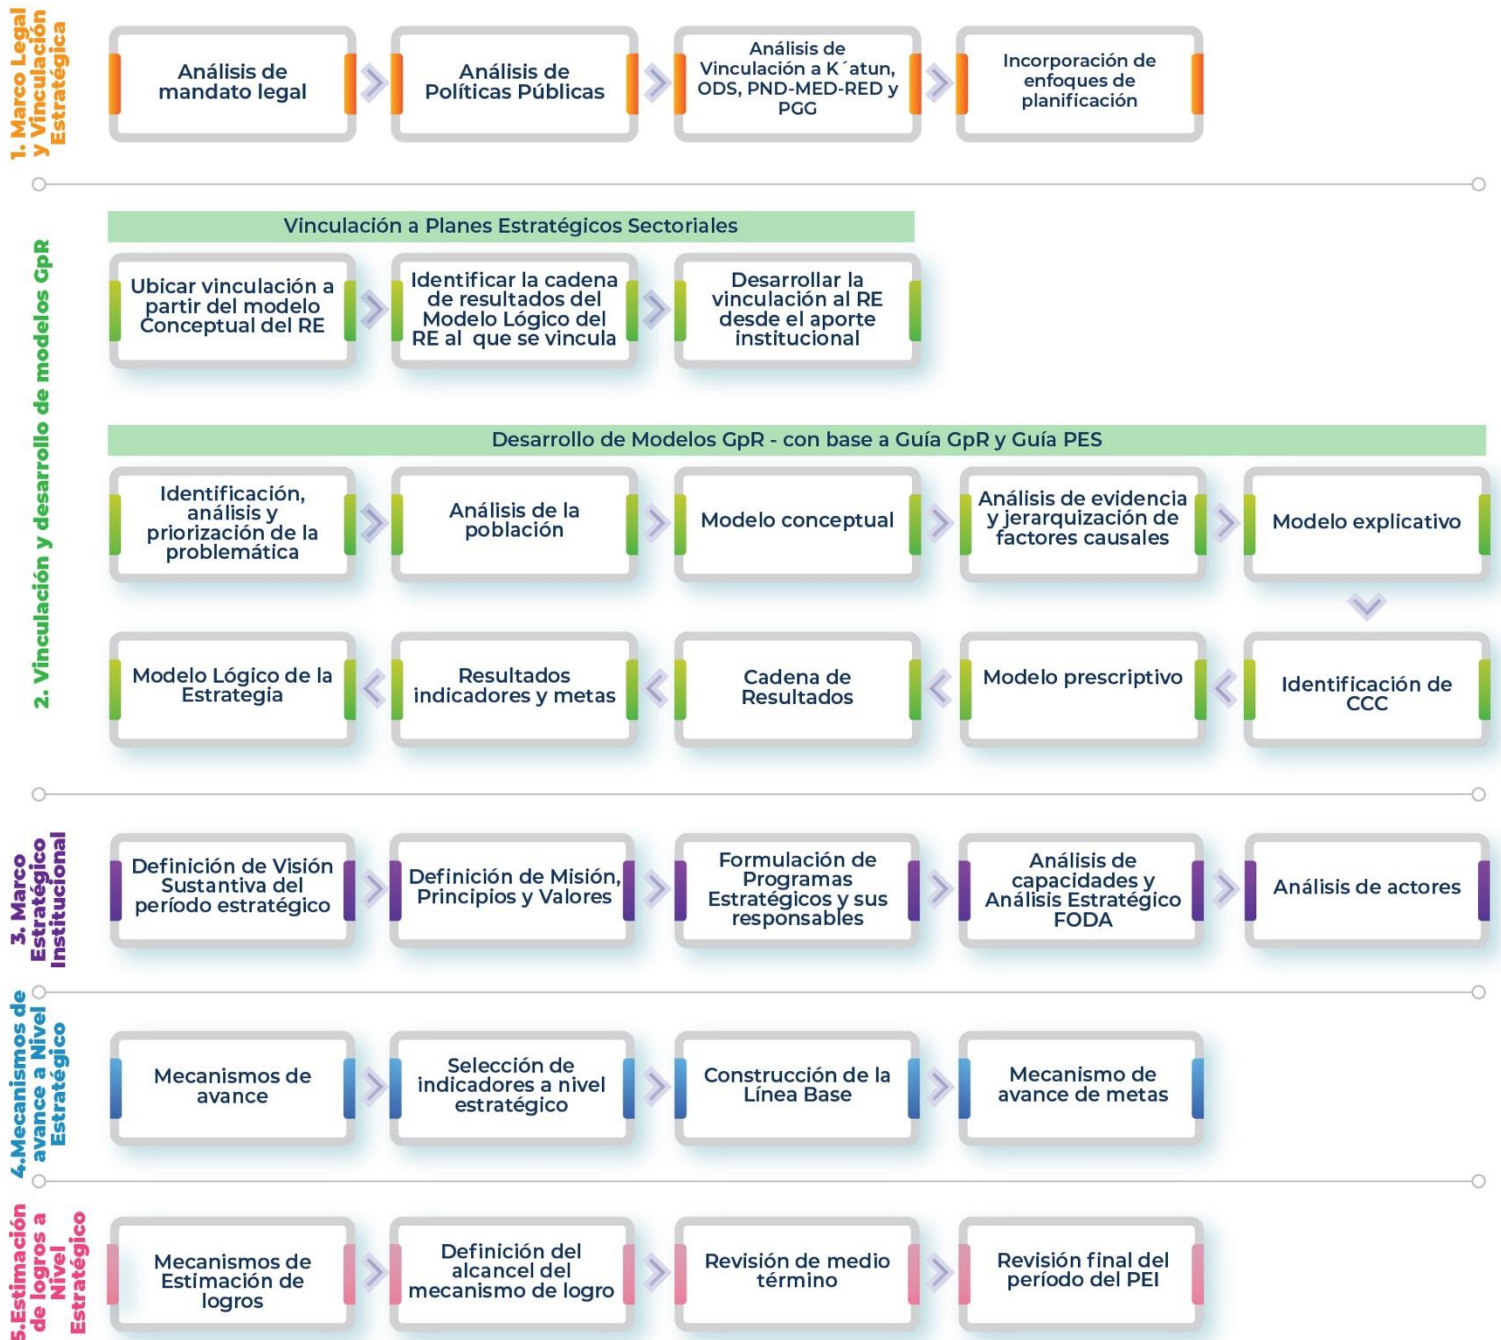 1. Marco Legal
y Vinculación
Estratégica
Análisis de
mandato legal
Análisis de
Políticas Públicas
Análisis de
Vinculación a K´atun,
ODS, PND-MED-RED y
PGG
Incorporación de
enfoques de
planificación
2. Vinculación y desarrollo de modelos GpR
Vinculación a Planes Estratégicos Sectoriales
Ubicar vinculación a
partir del modelo
Conceptual del RE
Identificar la cadena
de resultados del
Modelo Lógico del
RE al que se vincula
Desarrollar la
vinculación al RE
desde el aporte
institucional
Desarrollo de Modelos GpR - con base a Guía GpR y Guía PES
Identificación,
análisis y
priorización de la
problemática
Análisis de la
población
Modelo conceptual
Análisis de evidencia
y jerarquización de
factores causales
Modelo explicativo
Identificación de
CCC
Modelo prescriptivo
Cadena de
Resultados
Resultados
indicadores y metas
Modelo Lógico de la
Estrategia
3. Marco
Estratégico
Institucional
Definición de Visión
Sustantiva del
período estratégico
Definición de Misión,
Principios y Valores
Formulación de
Programas
Estratégicos y sus
responsables
Análisis de
capacidades y
Análisis Estratégico
FODA
Análisis de actores
4.Mecanismos de
avance a Nivel
Estratégico
Mecanismos de
avance
Selección de
indicadores a nivel
estratégico
Construcción de la
Línea Base
Mecanismo de
avance de metas
5.Estimación
de logros a
Nivel
Estratégico
Mecanismos de
Estimación de
logros
Definición del
alcancel del
mecanismo de logro
Revisión de medio
término
Revisión final del
período del PEI